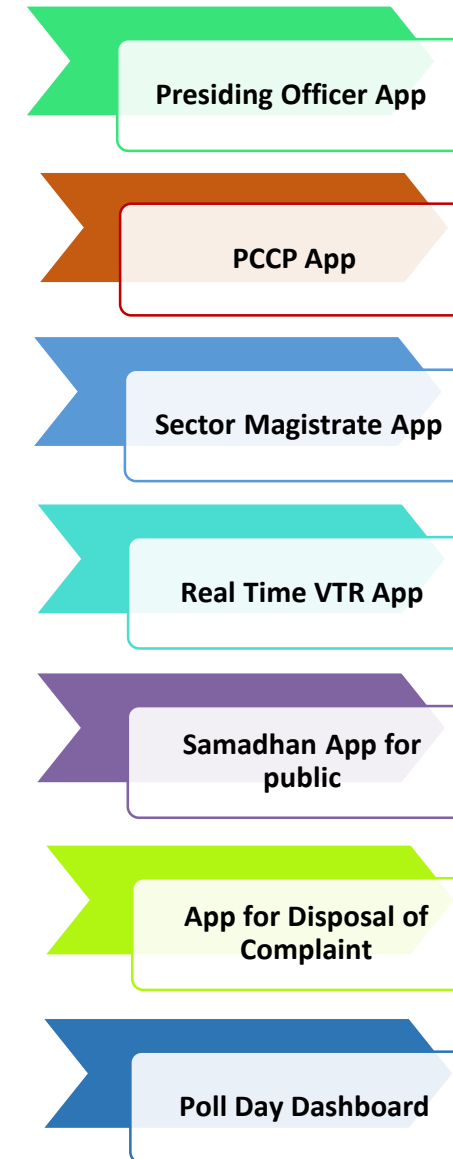 Presiding Officer App
PCCP App
Sector Magistrate App
Real Time VTR App
Samadhan App for
public
App for Disposal of
Complaint
Poll Day Dashboard